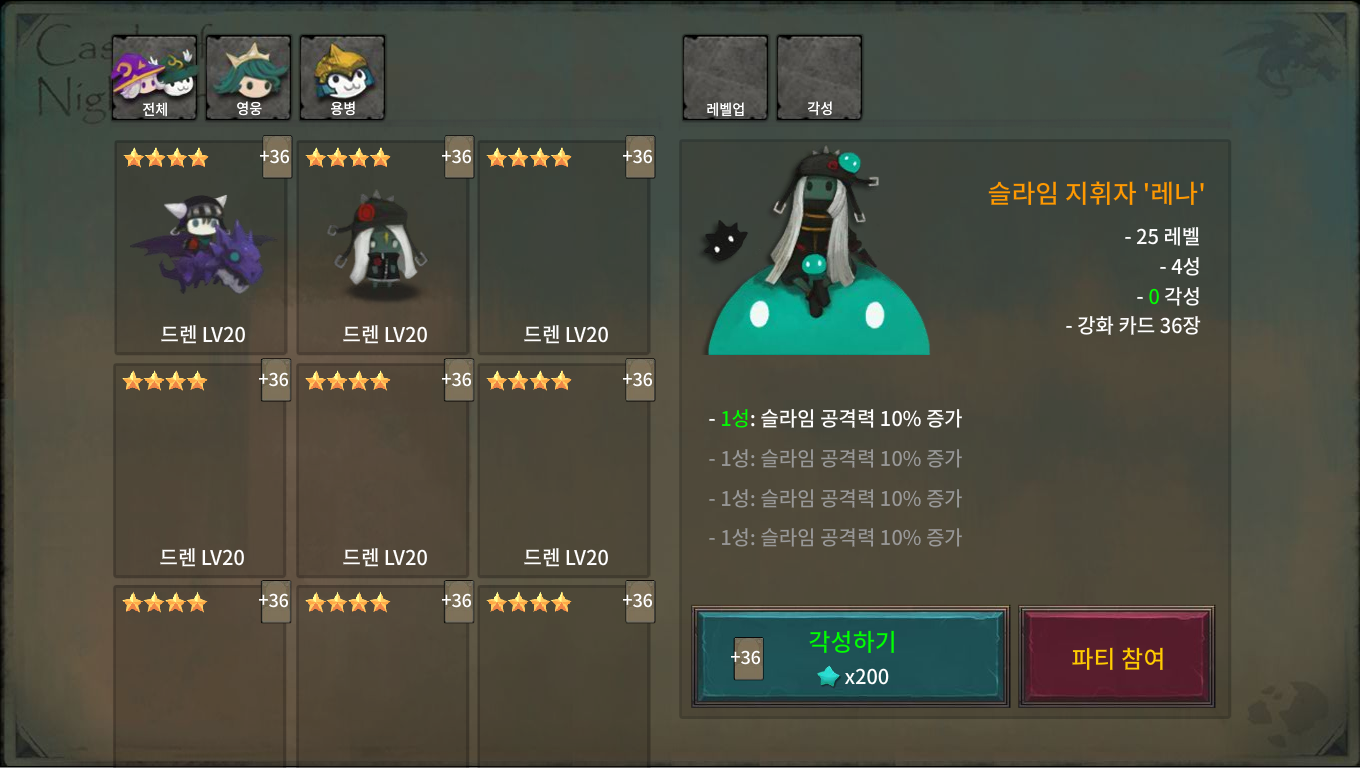 Castle of
Nig
전체
영웅
용병
레벨업
각성
+36
+36
+36
드렌 LV20
드렌 LV20
드렌 LV20
+36
+36
+36
드렌 LV20
드렌 LV20
드렌 LV20
+36
+36
+36
슬라임 지휘자 '레나'
- 25 레벨
- 4성
- 0 각성
- 강화 카드 36장
- 1성: 슬라임 공격력 10% 증가
- 1성: 슬라임 공격력 10% 증가
- 1성: 슬라임 공격력 10% 증가
- 1성: 슬라임 공격력 10% 증가
+36
각성하기
x200
파티 참여